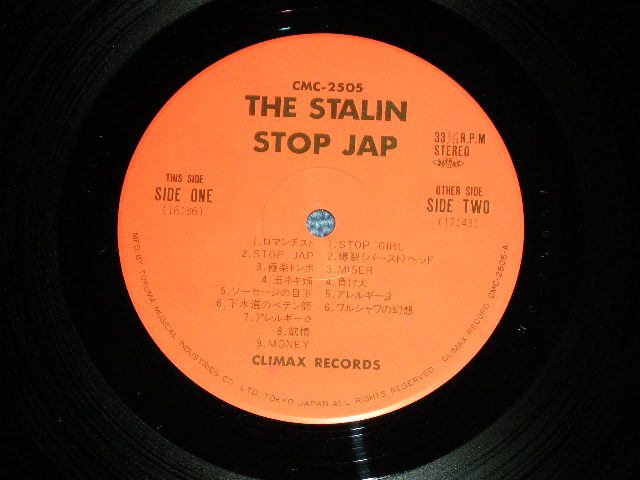 CMC-2505
THE STALIN
STOP JAP
33 1/3 R.P.M
STEREO
THIS SIDE
SIDE ONE
(16:36)
OTHER SIDE
SIDE TWO
(17:43)
1.ロマンチスト
2.STOP JAP
3.極楽トンボ
4.玉ネギ畑
5.ソーセージの目玉
6.下水道のペテン師
7.アレルギーα
8.欲情
9.MONEY
1.STOP GIRL
2.爆裂(バースト)ヘッド
3.MISER
4.負け犬
5.アレルギーβ
6.ワルシャワの幻想
CLIMAX RECORDS
MFD BY TOKUMA MUSICAL INDUSTRIES CO., LTD. TOKYO JAPAN ALL RIGHTS RESERVED CLIMAX RECORD CMC-2505-A